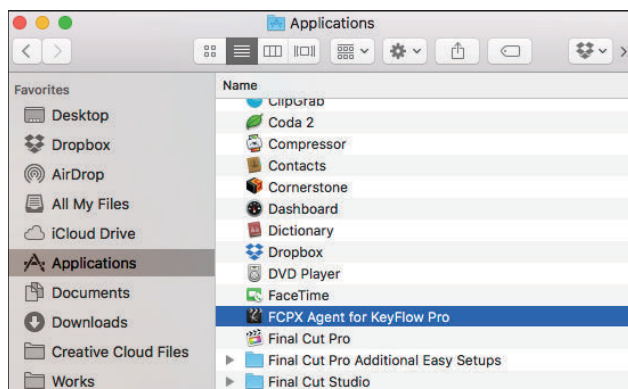 Applications
Favorites
Desktop
Dropbox
AirDrop
All My Files
iCloud Drive
Applications
Documents
Downloads
Creative Cloud Files
Works
Name
ClipGrab
Coda 2
Compressor
Contacts
Cornerstone
Dashboard
Dictionary
Dropbox
DVD Player
FaceTime
FCPX Agent for KeyFlow Pro
Final Cut Pro
Final Cut Pro Additional Easy Setups
Final Cut Studio